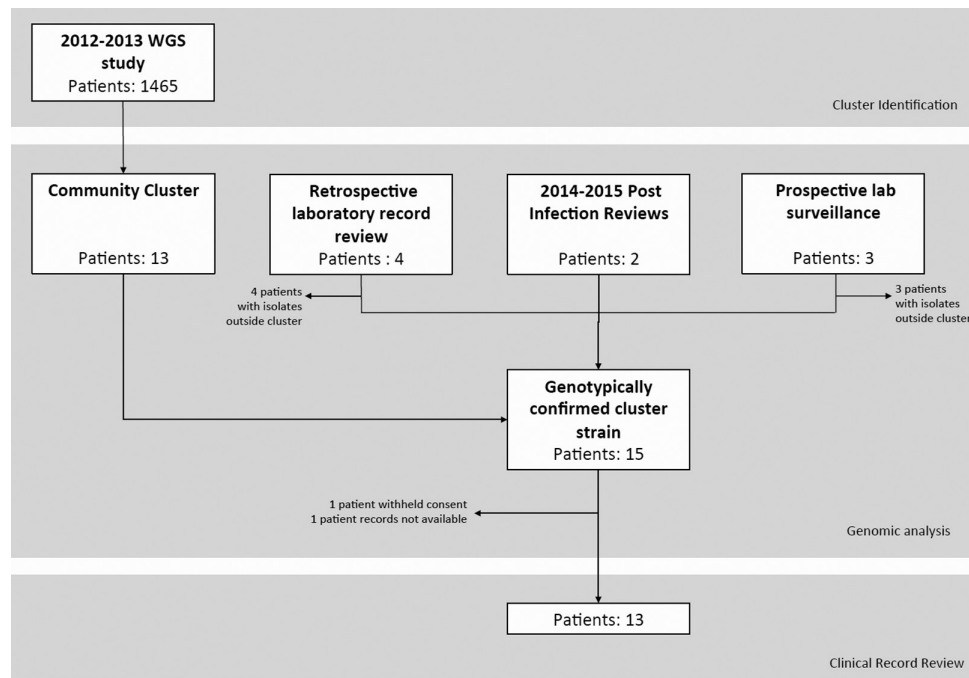 2012-2013 WGS
study
Patients: 1465
Cluster Identification
Community Cluster
Patients: 13
Retrospective
laboratory record
review
Patients : 4
2014-2015 Post
Infection Reviews
Patients: 2
Prospective lab
surveillance
Patients: 3
4 patients
with isolates
outside cluster
3 patients
with isolates
outside cluster
Genotypically
confirmed cluster
strain
Patients: 15
1 patient withheld consent
1 patient records not available
Genomic analysis
Patients: 13
Clinical Record Review